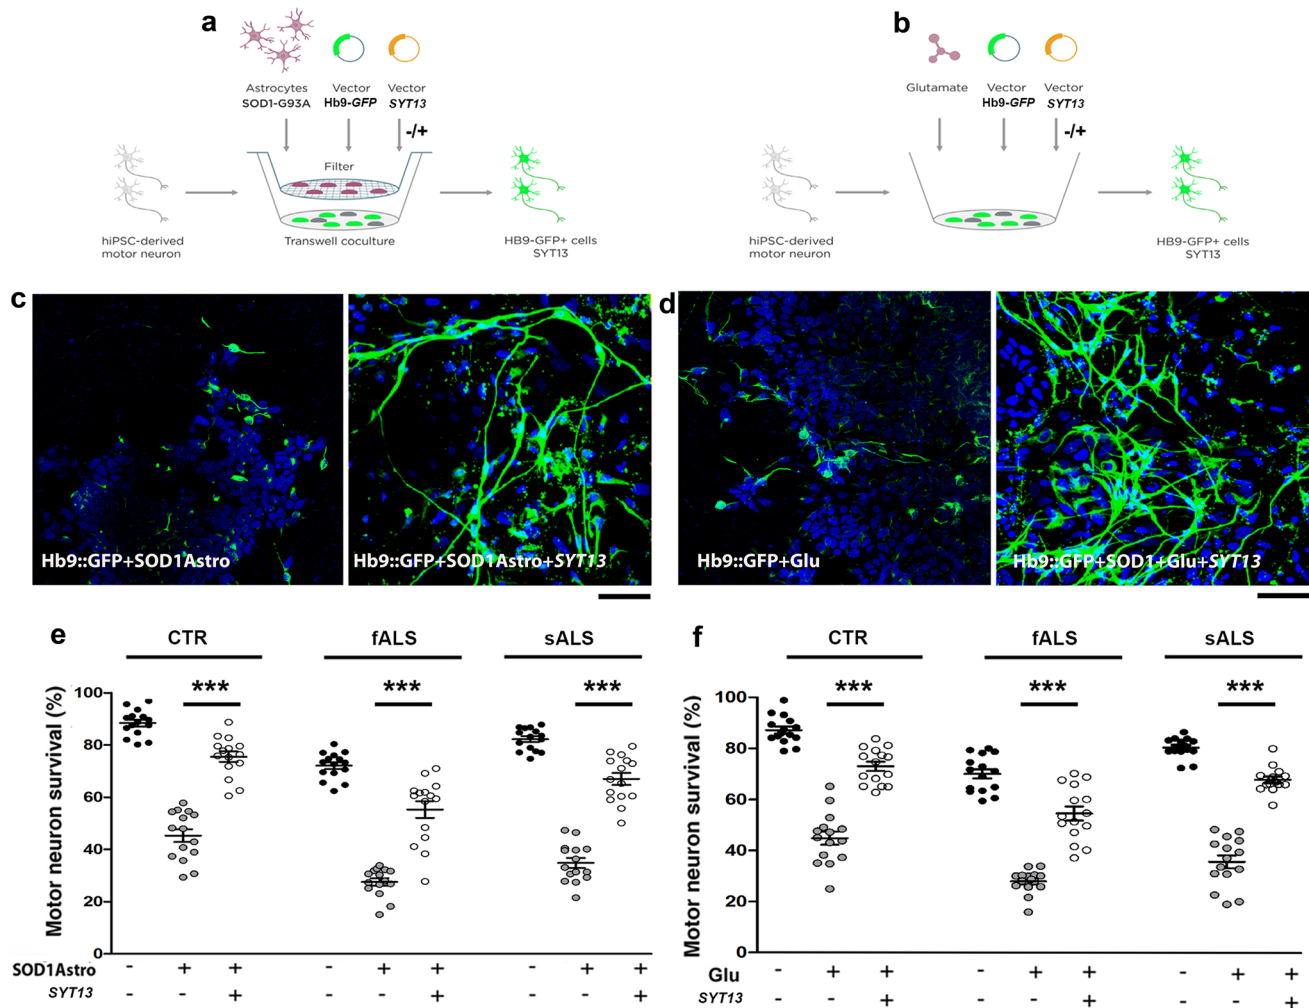 a
Astrocytes
SOD1-G93A
Vector
Hb9-GFP
Vector
SYT13
-/+
Filter
hiPSC-derived
motor neuron
Transwell coculture
HB9-GFP+ cells
SYT13
b
Glutamate
Vector
Hb9-GFP
Vector
SYT13
-/+
hiPSC-derived
motor neuron
HB9-GFP+ cells
SYT13
c
Hb9::GFP+SOD1Astro
Hb9::GFP+SOD1Astro+SYT13
d
Hb9::GFP+Glu
Hb9::GFP+SOD1+Glu+SYT13
e
CTR fALS sALS
*** *** ***
Motor neuron survival (%)
100
80
60
40
20
0
SOD1Astro - + + - + + - + +
SYT13 - - + - - + - - +
f
CTR fALS sALS
*** *** ***
Motor neuron survival (%)
100
80
60
40
20
0
Glu - + + - + + - + +
SYT13 - - + - - + - - +